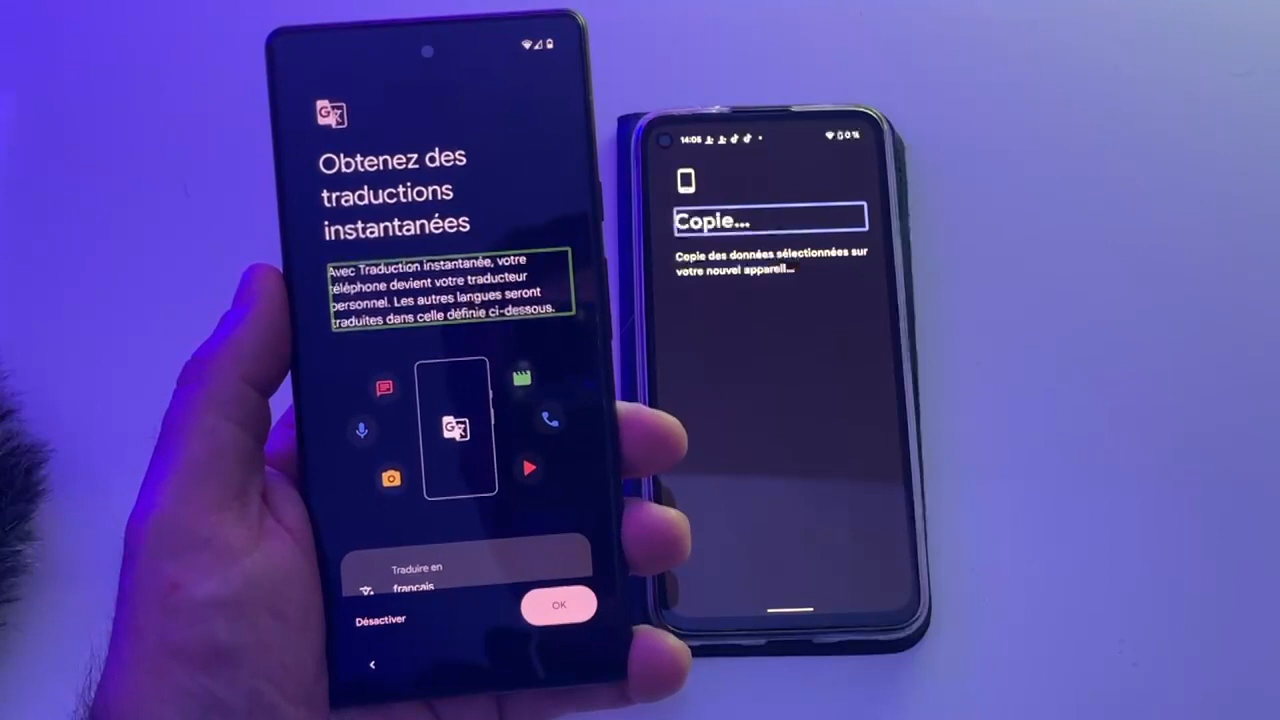 Obtenez des
traductions
instantanées
Avec Traduction instantanée, votre
téléphone devient votre traducteur
personnel. Les autres langues seront
traduites dans celle définie ci-dessous.
Traduire en
français
Désactiver
OK
14:05
Copie...
Copie des données sélectionnées sur
votre nouvel appareil...